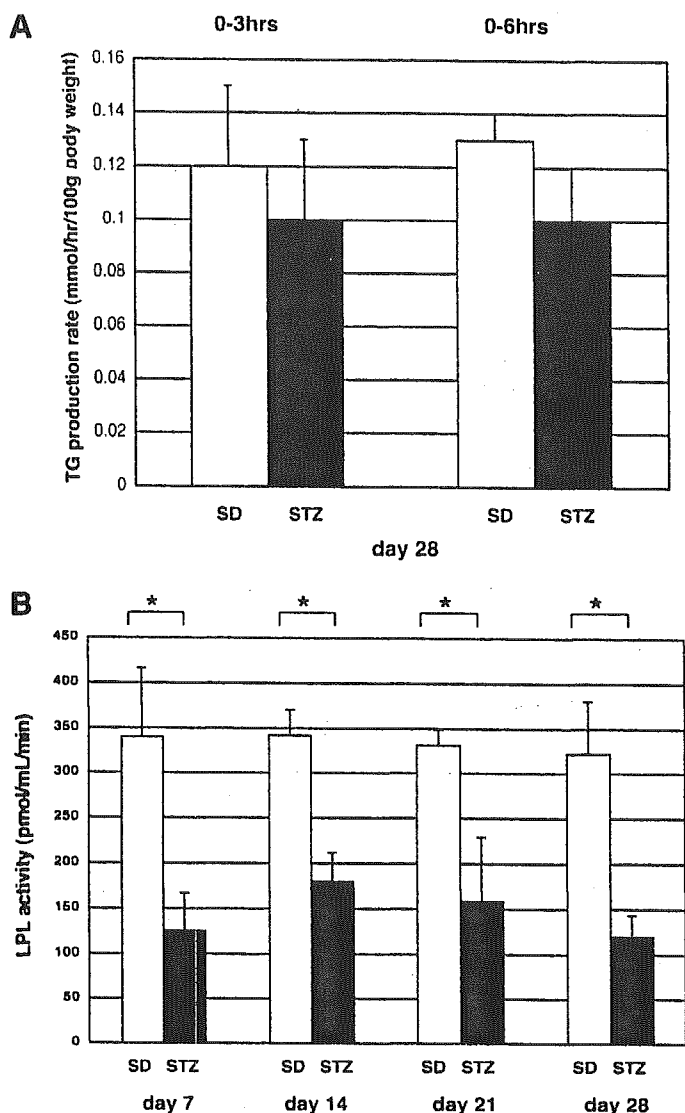 A
0-3hrs 0-6hrs
0.16
0.14
0.12
0.1
0.08
0.06
0.04
0.02
0
TG production rate (mmol/hr/100g body weight)
SD STZ SD STZ
day 28
B
* * * *
450
400
350
300
250
200
150
100
50
0
LPL activity (pmol/mL/min)
SD STZ SD STZ SD STZ SD STZ
day 7 day 14 day 21 day 28